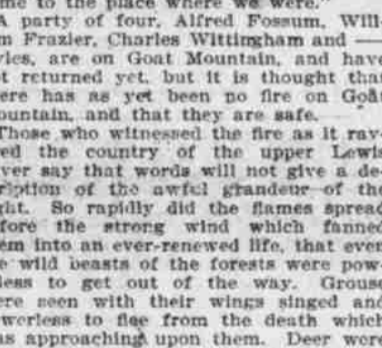 me to the place where we were."
A party of four, Alfred Fossum, Will-
m Frazier, Charles Wittingham and —
vies, are on Goat Mountain, and have
ot returned yet, but it is thought that
ere has as yet been no fire on Goat
ountain, and that they are safe.
Those who witnessed the fire as it rav-
ed the country of the upper Lewis
ver say that words will not give a de-
ription of the awful grandeur of the
ght. So rapidly did the flames spread
fore the strong wind which fanned
em into an ever-renewed life, that even
e wild beasts of the forests were pow-
less to get out of the way. Grouse
ere seen with their wings singed and
werless to flee from the death which
as approaching upon them. Deer were